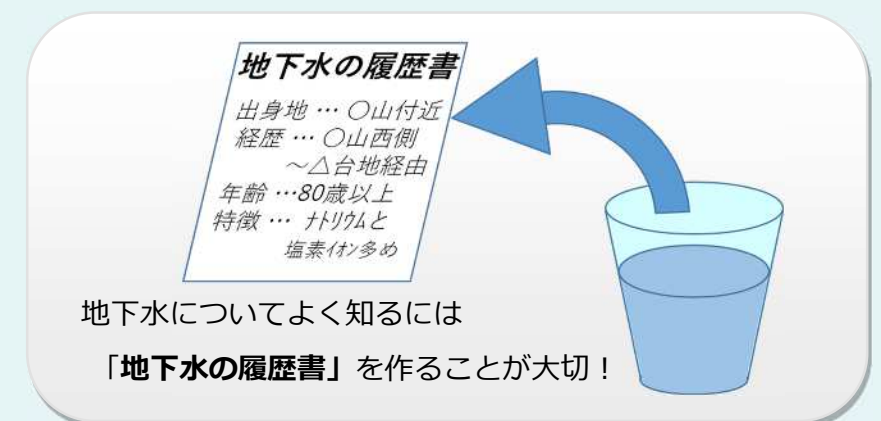 地下水の履歴書
出身地 … 〇山付近
経歴 … 〇山西側
～△台地経由
年齢 …80歳以上
特徴 … ﾅﾄﾘｳﾑと
塩素ｲｵﾝ多め
地下水についてよく知るには
「地下水の履歴書」を作ることが大切！